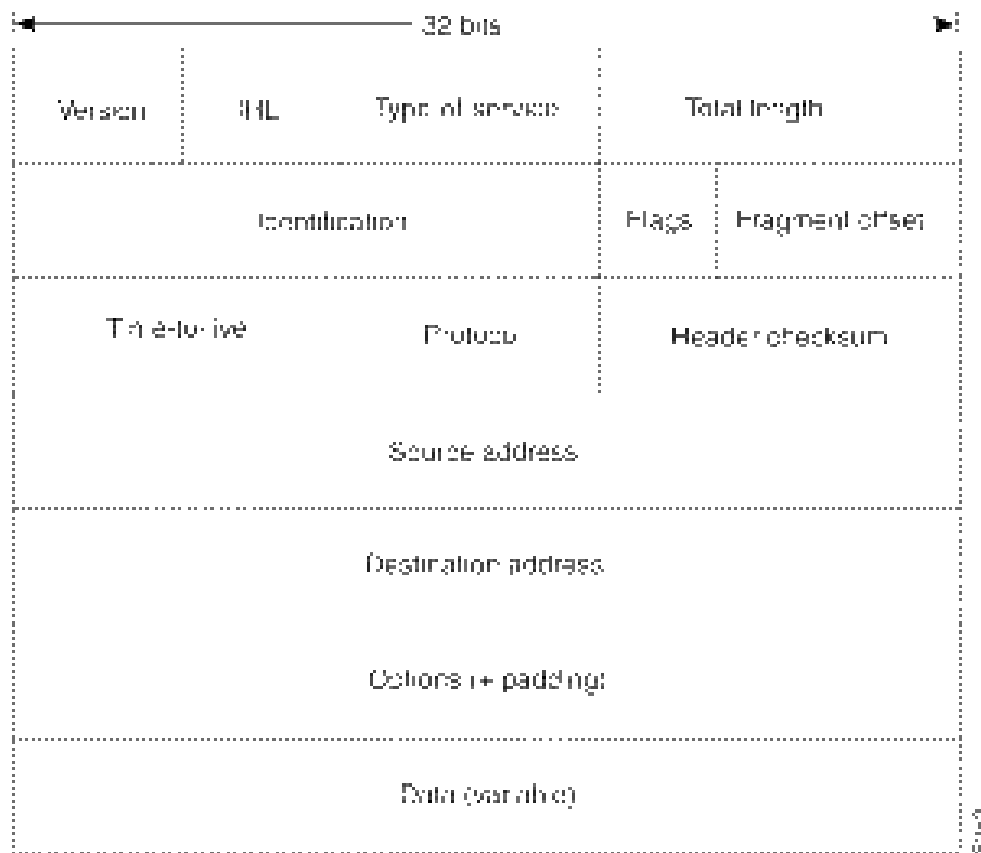 32 bits
Version IHL Type of service Total length
Identification Flags Fragment offset
Time-to-live Protocol Header checksum
Source address
Destination address
Options (+ padding)
Data (variable)